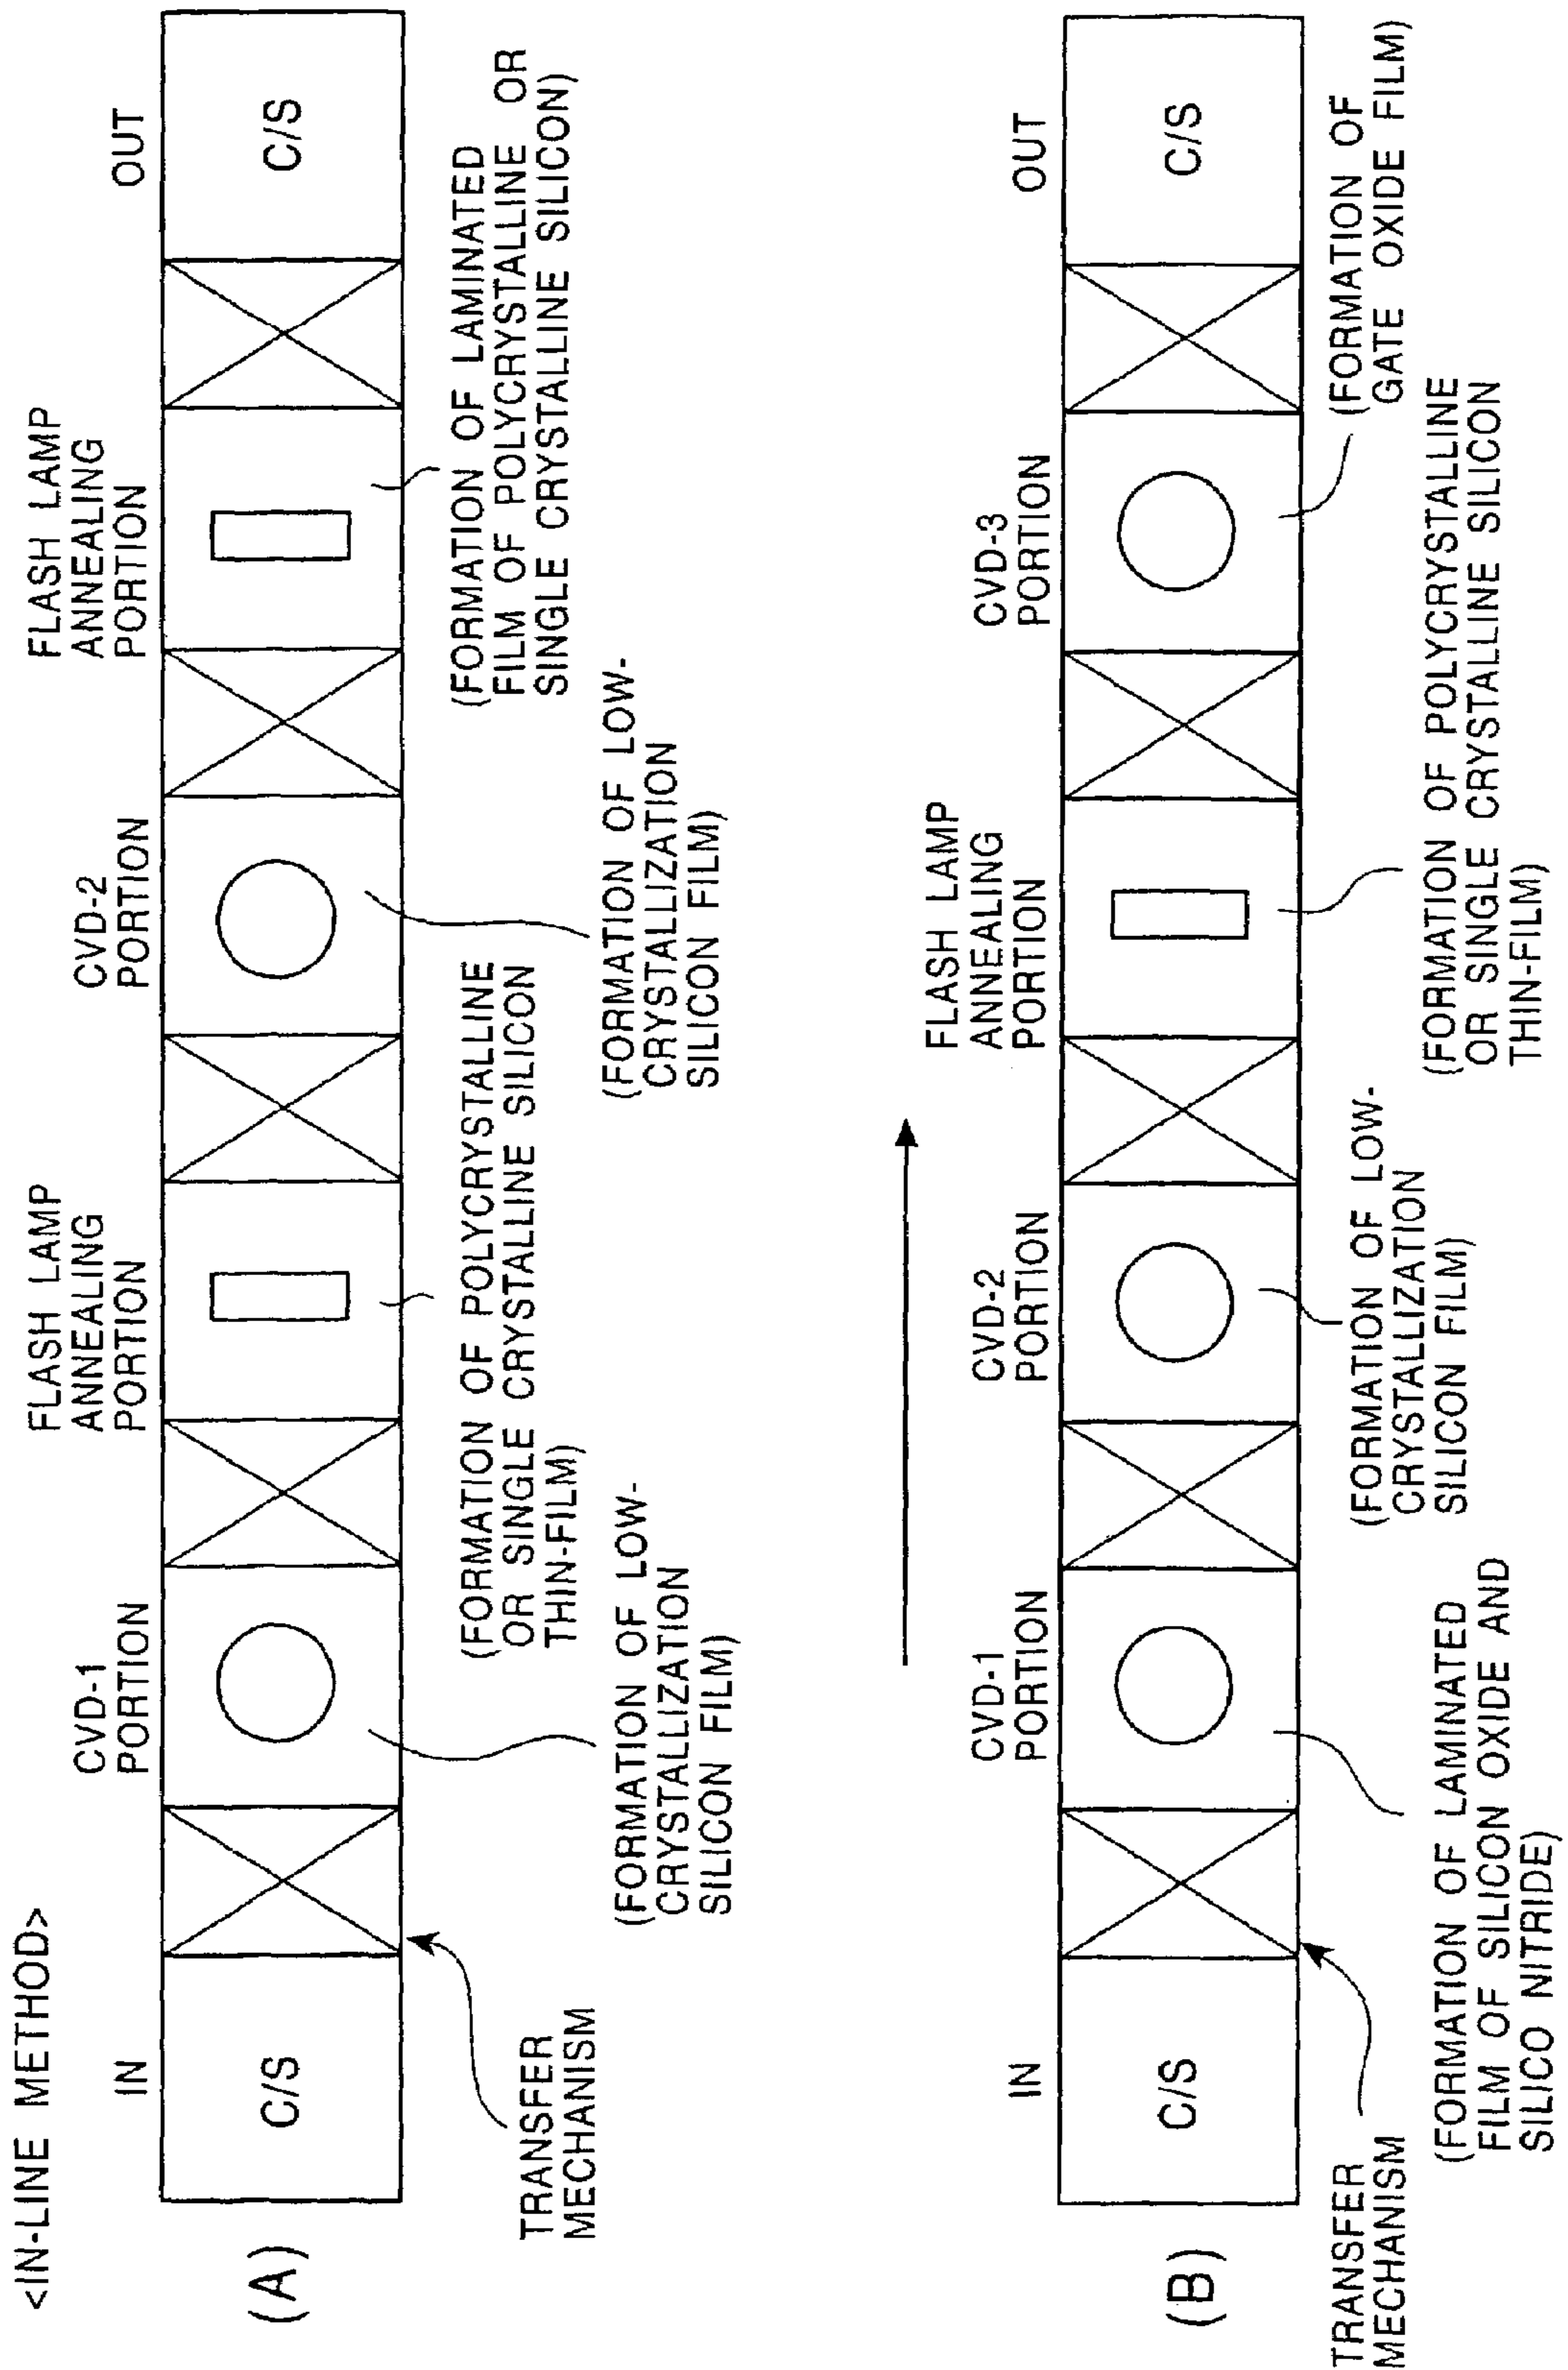 <IN-LINE METHOD>
(A)
IN
C/S
TRANSFER
MECHANISM
CVD-1
PORTION
(FORMATION OF LOW-
CRYSTALLIZATION
SILICON FILM)
FLASH LAMP
ANNEALING
PORTION
(FORMATION OF POLYCRYSTALLINE
OR SINGLE CRYSTALLINE SILICON
THIN-FILM)
CVD-2
PORTION
(FORMATION OF LOW-
CRYSTALLIZATION
SILICON FILM)
FLASH LAMP
ANNEALING
PORTION
(FORMATION OF LAMINATED
FILM OF POLYCRYSTALLINE OR
SINGLE CRYSTALLINE SILICON)
OUT
C/S
(B)
IN
C/S
TRANSFER
MECHANISM
CVD-1
PORTION
(FORMATION OF LAMINATED
FILM OF SILICON OXIDE AND
SILICO NITRIDE)
CVD-2
PORTION
(FORMATION OF LOW-
CRYSTALLIZATION
SILICON FILM)
FLASH LAMP
ANNEALING
PORTION
(FORMATION OF POLYCRYSTALLINE
OR SINGLE CRYSTALLINE SILICON
THIN-FILM)
CVD-3
PORTION
(FORMATION OF
GATE OXIDE FILM)
OUT
C/S